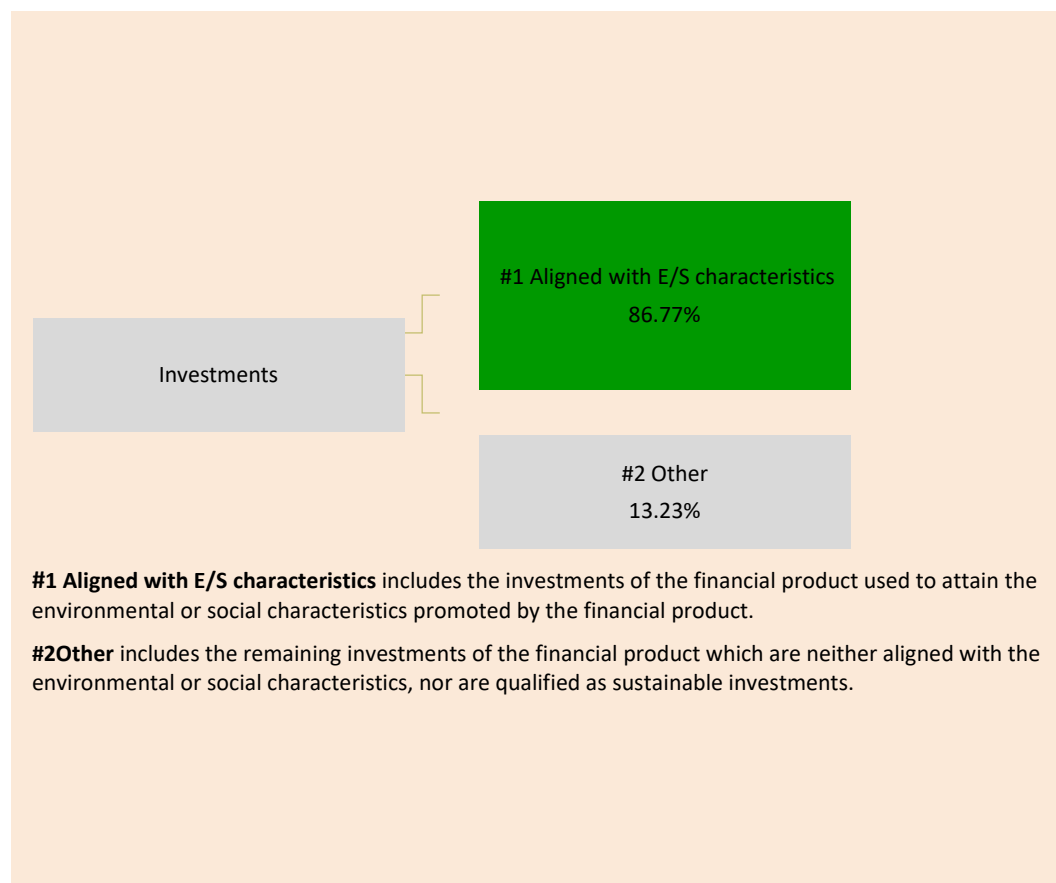 #1 Aligned with E/S characteristics
86.77%
Investments
#2 Other
13.23%
#1 Aligned with E/S characteristics includes the investments of the financial product used to attain the
environmental or social characteristics promoted by the financial product.
#2Other includes the remaining investments of the financial product which are neither aligned with the
environmental or social characteristics, nor are qualified as sustainable investments.